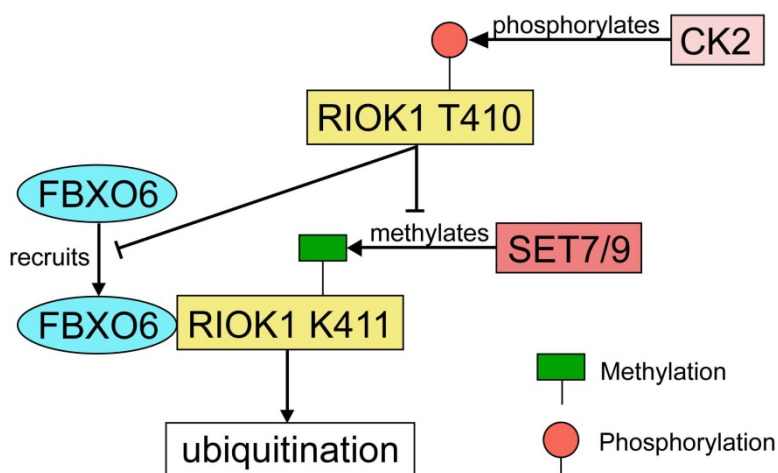 phosphorylates
CK2
RIOK1 T410
FBXO6
recruits
methylates
SET7/9
FBXO6
RIOK1 K411
ubiquitination
Methylation
Phosphorylation